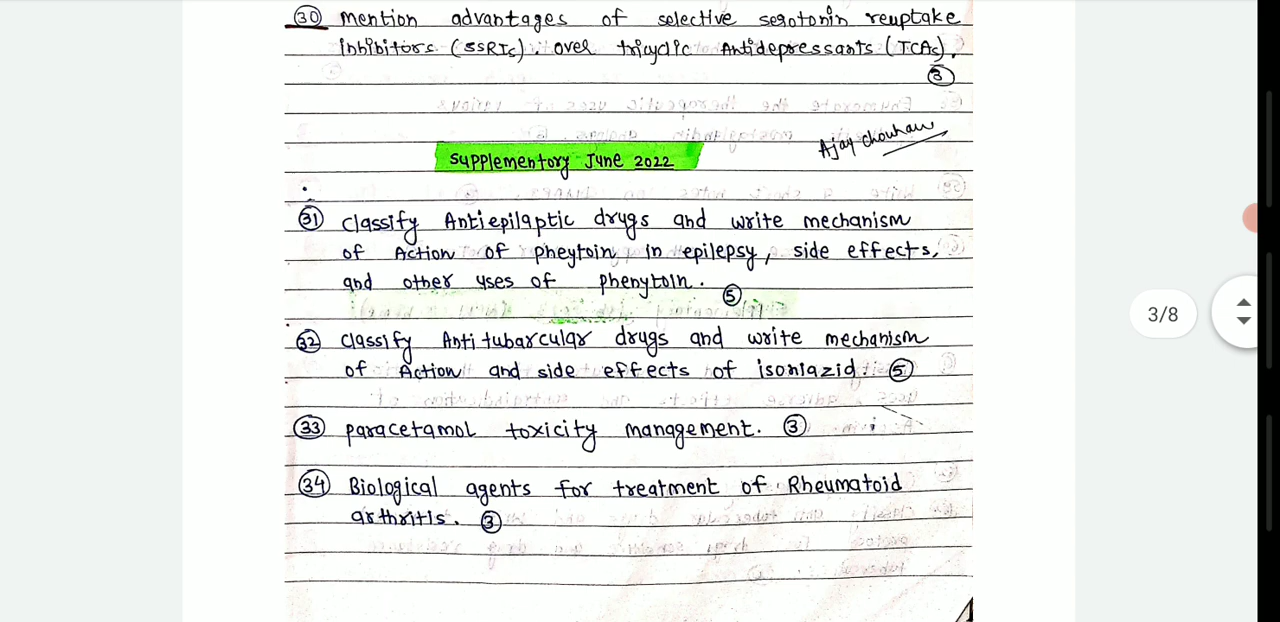 30 Mention advantages of selective serotonin reuptake
inhibitors (SSRIs). over tricyclic Antidepressants (TCAs).
3
Ajay Chouhan
Supplementory June 2022
31 Classify Antiepilaptic drugs and write mechanism
of Action of pheytoin in epilepsy, side effects,
and other uses of phenytoin. 5
32 Classify Anti tubarcular drugs and write mechanism
of Action and side effects of isoniazid. 5
33 paracetamol toxicity management. 3
34 Biological agents for treatment of Rheumatoid
arthritis. 3
3/8